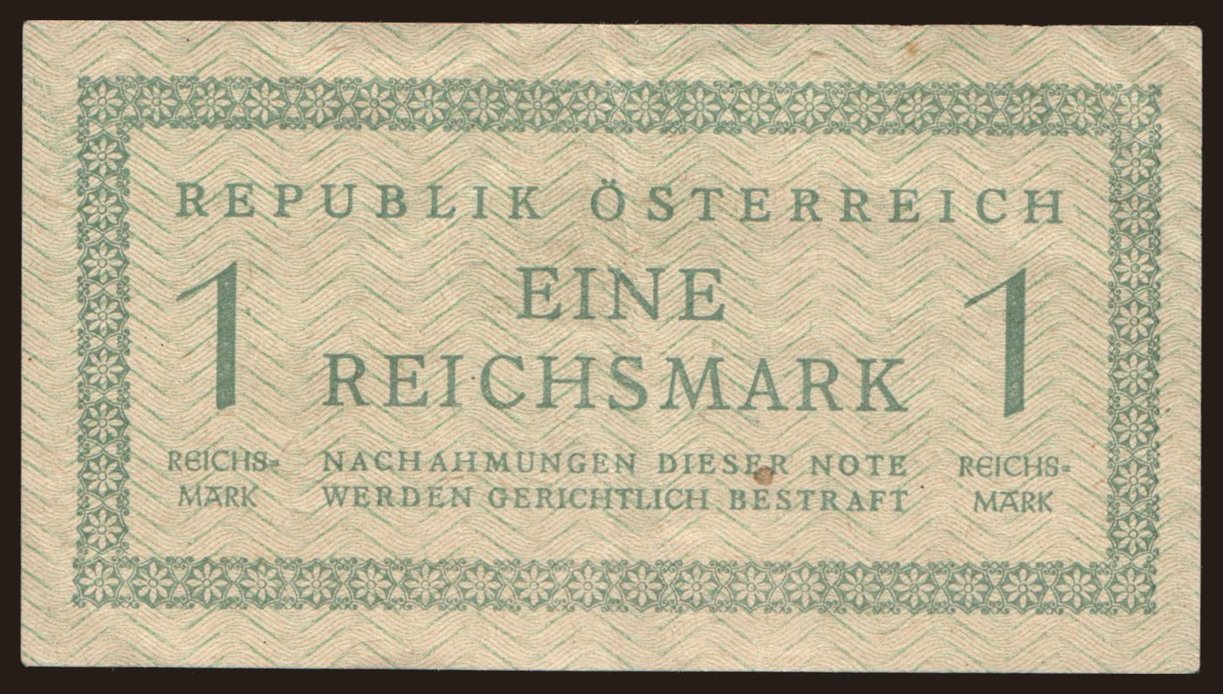 REPUBLIK ÖSTERREICH
1 EINE 1
REICHSMARK
REICHS= NACHAHMUNGEN DIESER NOTE REICHS=
MARK WERDEN GERICHTLICH BESTRAFT MARK